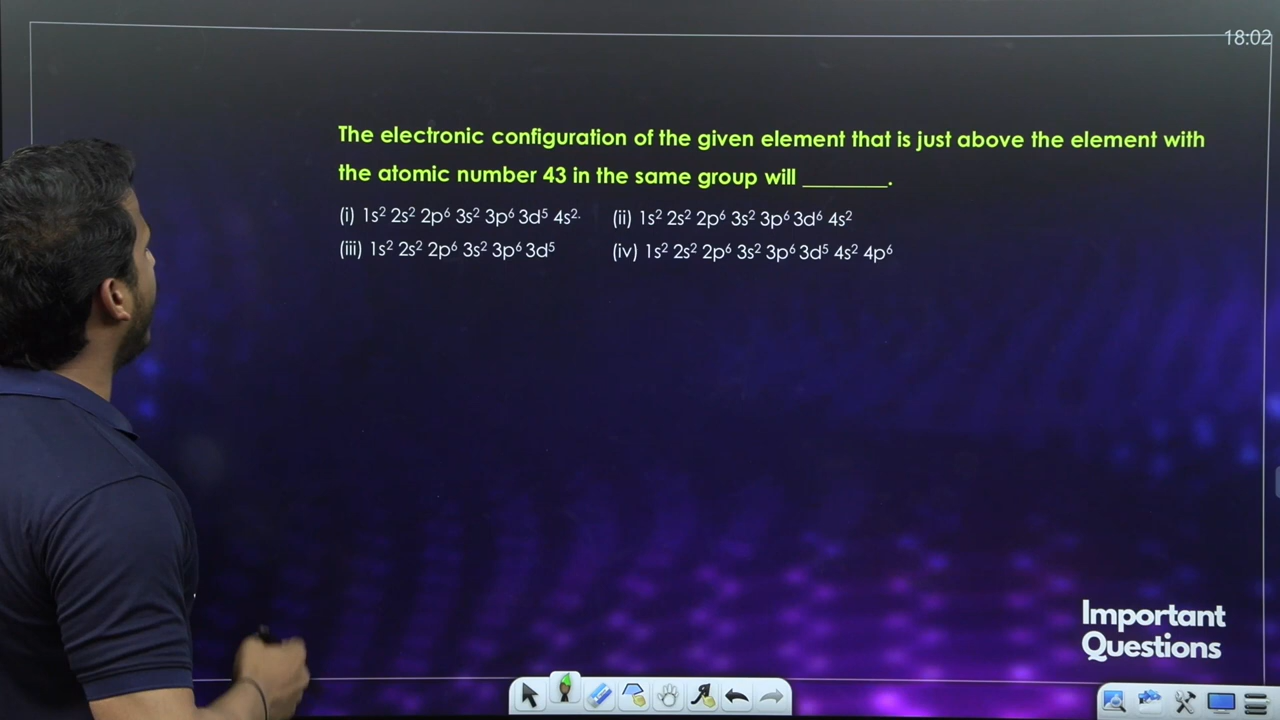 18:02
The electronic configuration of the given element that is just above the element with
the atomic number 43 in the same group will ________.
(i) 1s² 2s² 2p⁶ 3s² 3p⁶ 3d⁵ 4s²· (ii) 1s² 2s² 2p⁶ 3s² 3p⁶ 3d⁶ 4s²
(iii) 1s² 2s² 2p⁶ 3s² 3p⁶ 3d⁵ (iv) 1s² 2s² 2p⁶ 3s² 3p⁶ 3d⁵ 4s² 4p⁶
Important
Questions